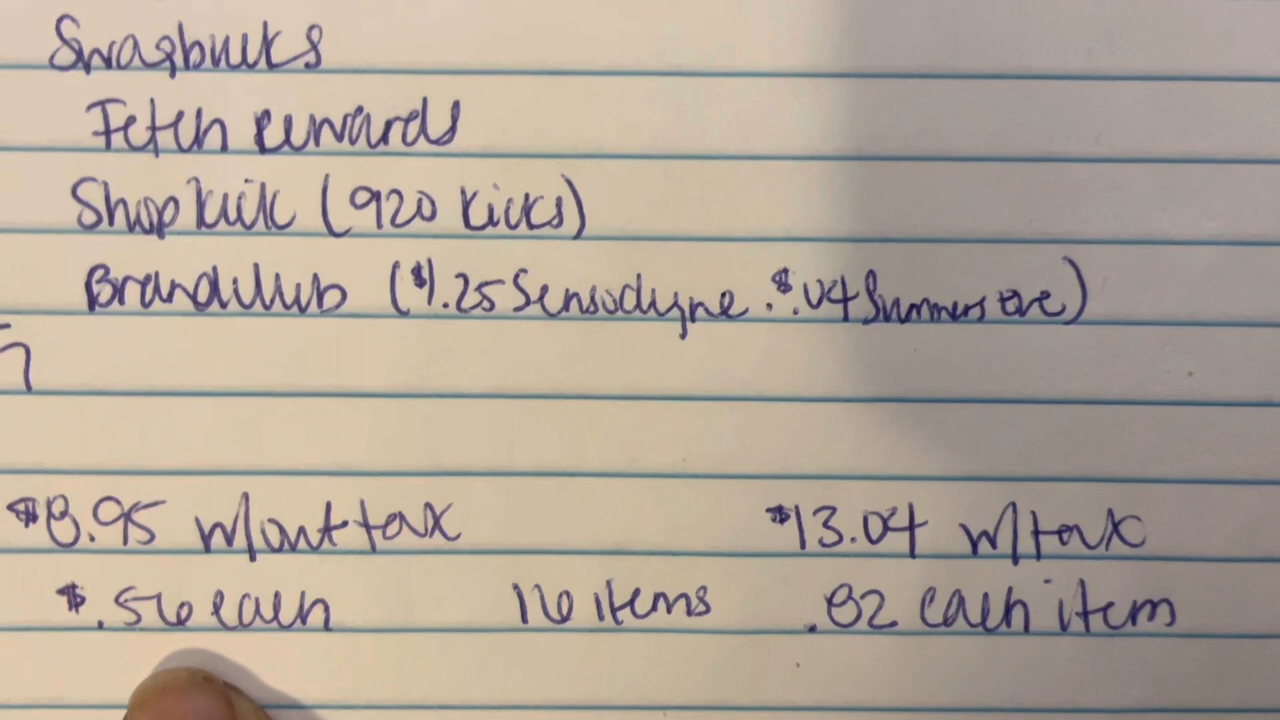 Swagbucks
Fetch rewards
Shopkick (920 kicks)
Brandclub ($1.25 Sensodyne. $.04 Summers Eve)
7
$8.95 w/out tax $13.04 w/tax
$.56 each 16 items .82 each item